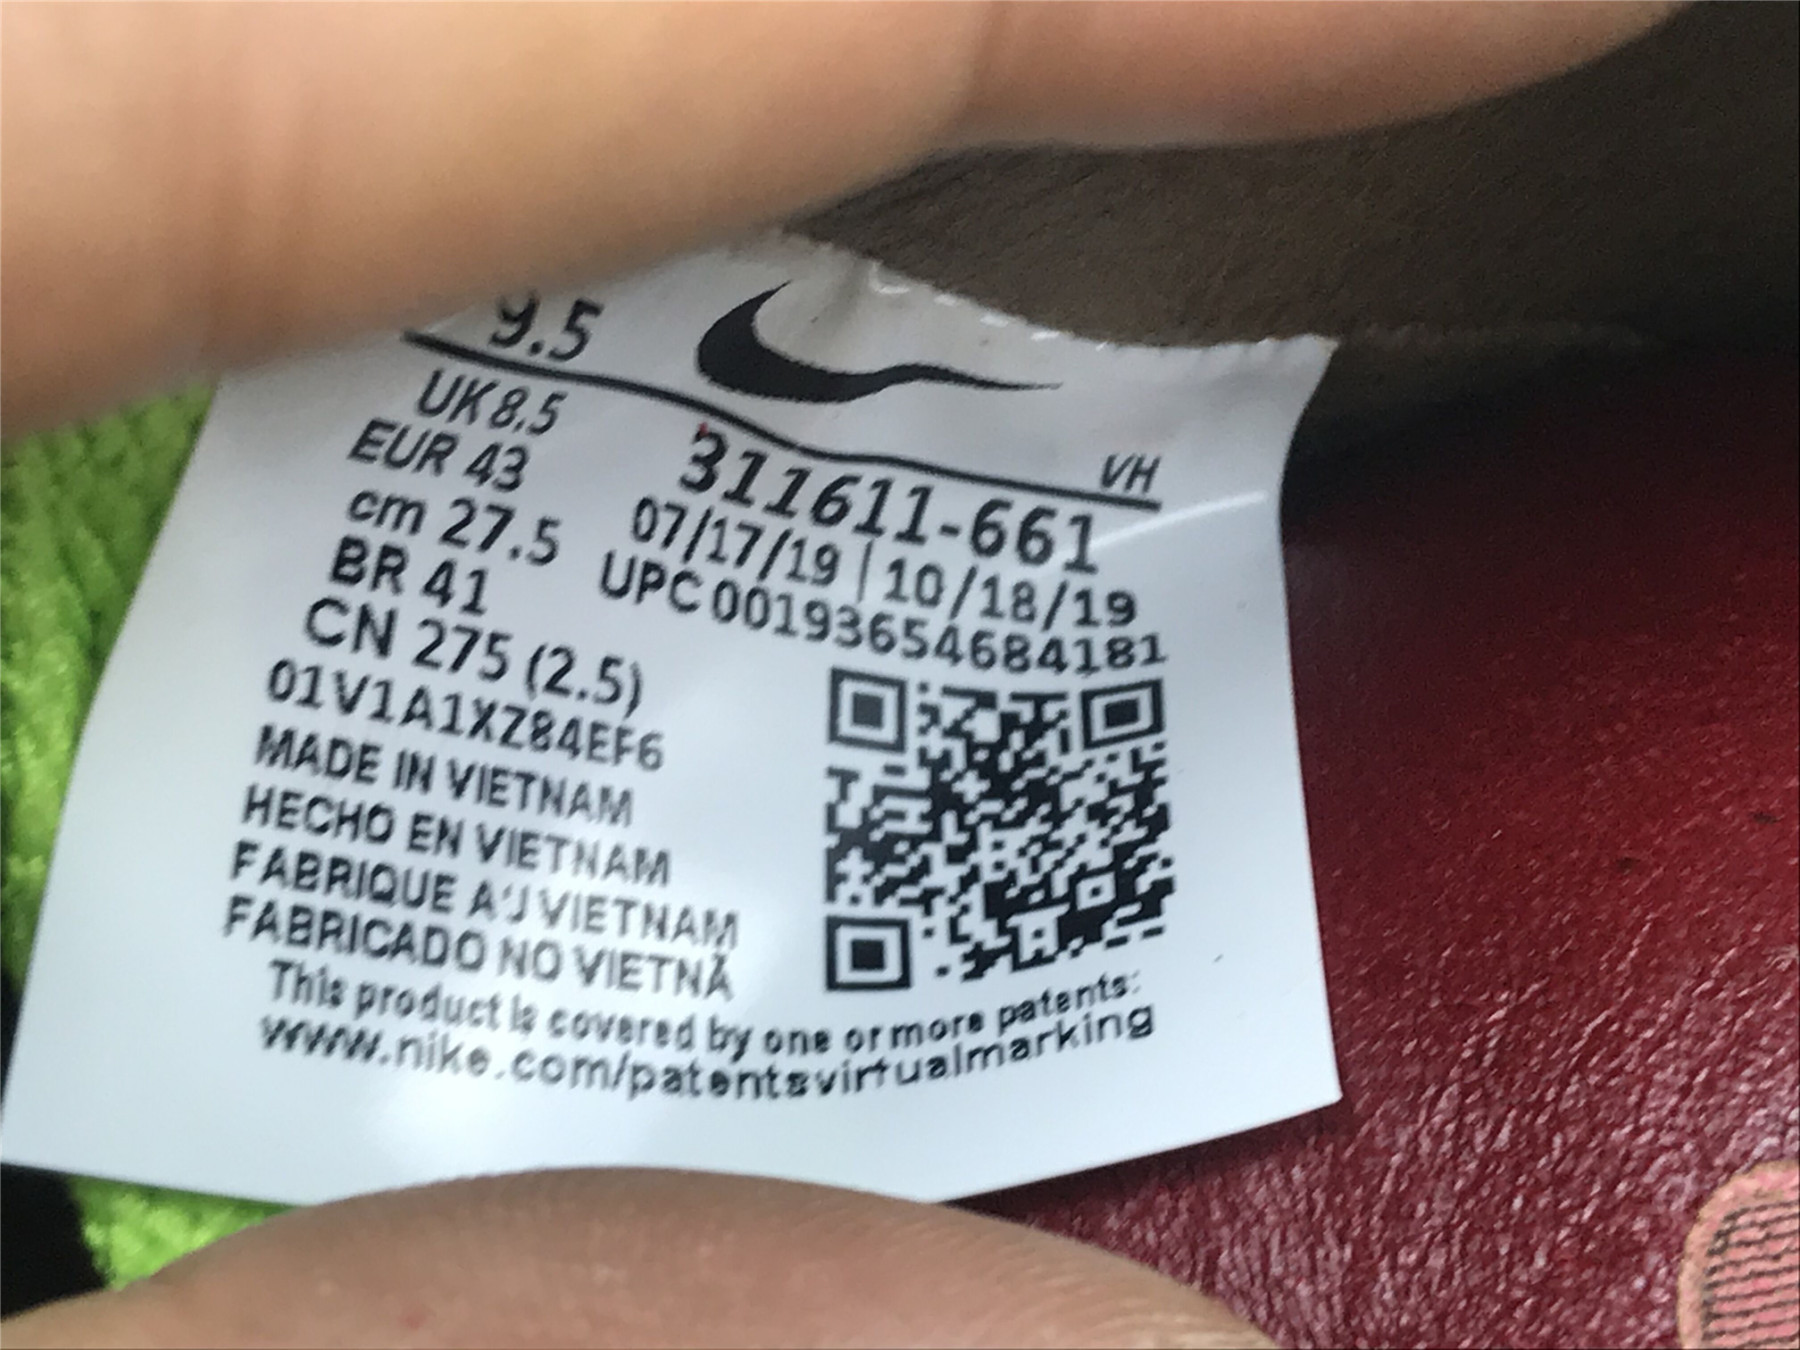 9.5
VH
UK 8.5
EUR 43
cm 27.5
BR 41
CN 275 (2.5)
311611-661
07/17/19 | 10/18/19
UPC 00193654684181
01V1A1XZ84EF6
MADE IN VIETNAM
HECHO EN VIETNAM
FABRIQUE A'J VIETNAM
FABRICADO NO VIETNÃ
This product is covered by one or more patents:
www.nike.com/patentsvirtualmarking